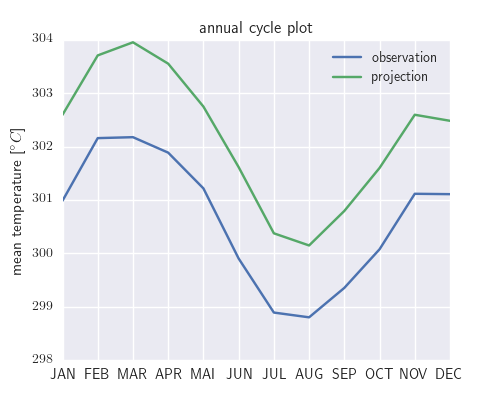 annual cycle plot
observation
projection
mean temperature [°C]
304
303
302
301
300
299
298
JAN FEB MAR APR MAI JUN JUL AUG SEP OCT NOV DEC